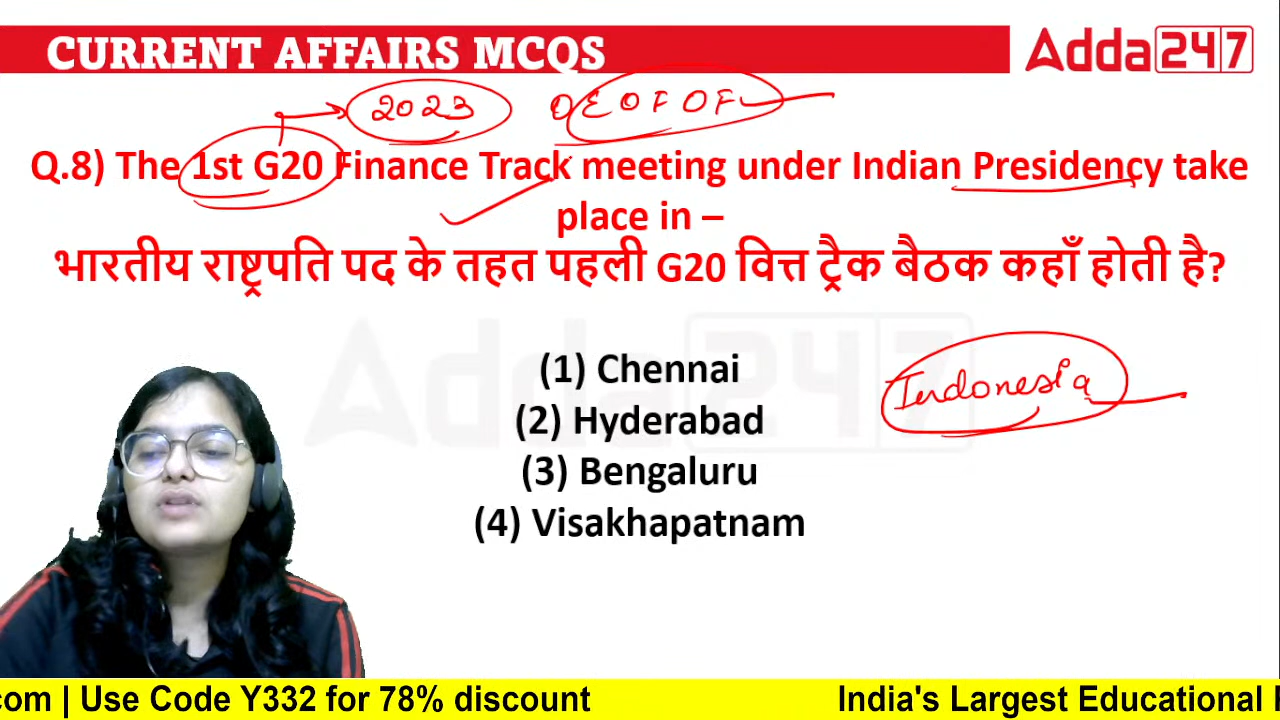 CURRENT AFFAIRS MCQS
Adda247
2023 OEOFOF
Q.8) The 1st G20 Finance Track meeting under Indian Presidency take
place in –
भारतीय राष्ट्रपति पद के तहत पहली G20 वित्त ट्रैक बैठक कहाँ होती है?
Adda247
(1) Chennai
Indonesia
(2) Hyderabad
(3) Bengaluru
(4) Visakhapatnam
com | Use Code Y332 for 78% discount
India's Largest Educational